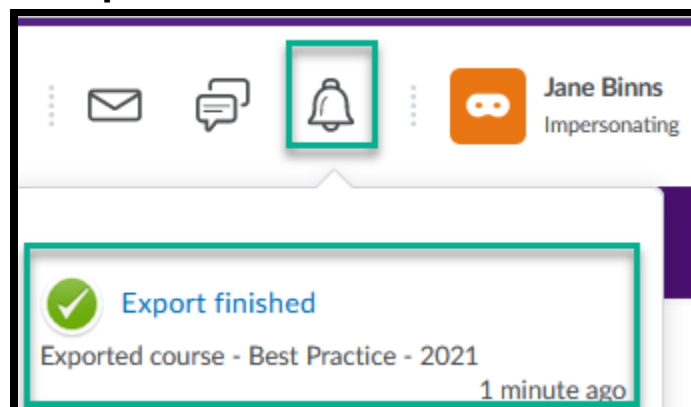 Jane Binns
Impersonating
Export finished
Exported course - Best Practice - 2021
1 minute ago